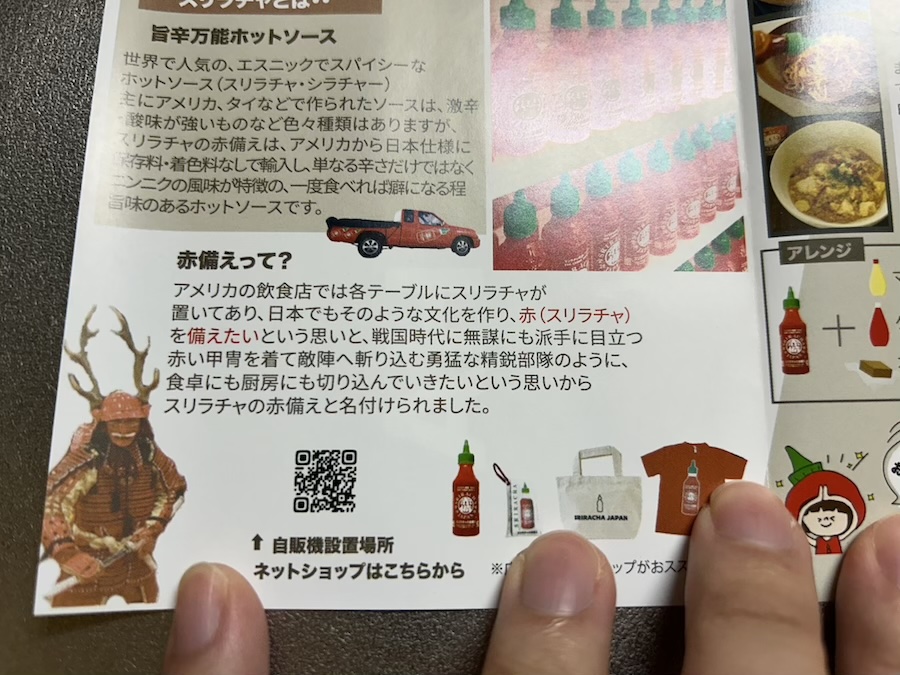 スリラチャとは
旨辛万能ホットソース
世界で人気の、エスニックでスパイシーな
ホットソース（スリラチャ・シラチャー）
主にアメリカ、タイなどで作られたソースは、激辛
酸味が強いものなど色々種類はありますが、
スリラチャの赤備えは、アメリカから日本仕様に
保存料・着色料なしで輸入し、単なる辛さだけではなく
ニンニクの風味が特徴の、一度食べれば癖になる程
旨味のあるホットソースです。
赤備えって？
アメリカの飲食店では各テーブルにスリラチャが
置いてあり、日本でもそのような文化を作り、赤（スリラチャ）
を備えたいという思いと、戦国時代に無謀にも派手に目立つ
赤い甲冑を着て敵陣へ斬り込む勇猛な精鋭部隊のように、
食卓にも厨房にも切り込んでいきたいという思いから
スリラチャの赤備えと名付けられました。
SRIRACHA
SRIRACHA JAPAN
⬆ 自販機設置場所
ネットショップはこちらから
※
ップがおスス
アレンジ
＋